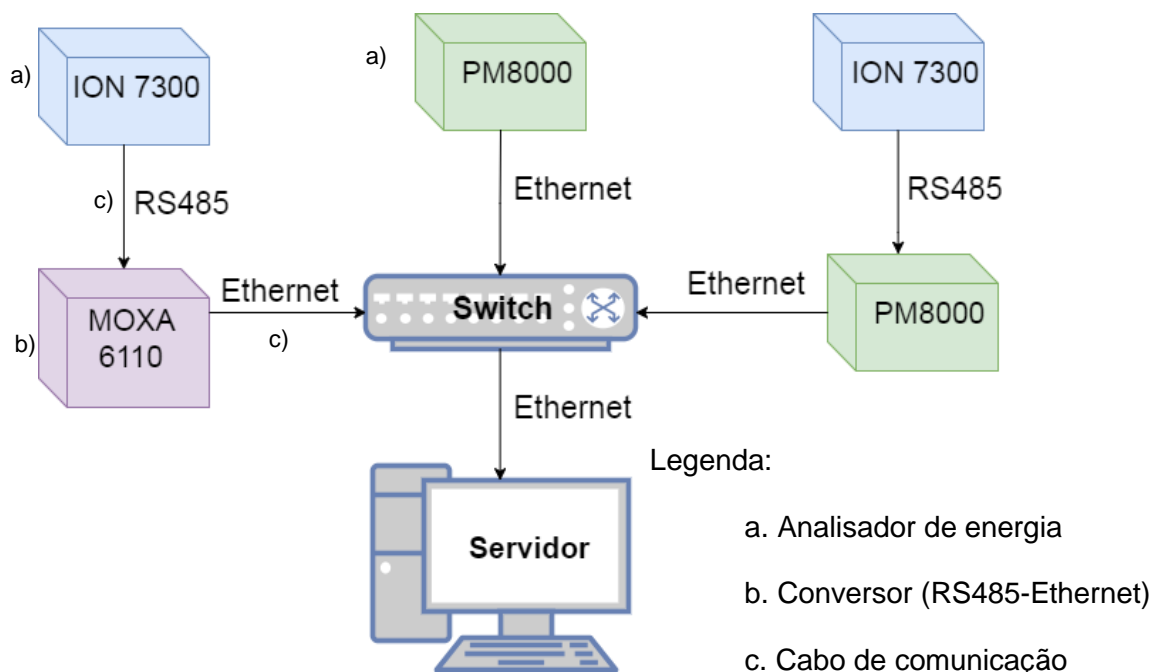 a)
ION 7300
a)
PM8000
ION 7300
c)
RS485
Ethernet
RS485
b)
MOXA
6110
Ethernet
c)
Switch
Ethernet
PM8000
Ethernet
Servidor
Legenda:
a. Analisador de energia
b. Conversor (RS485-Ethernet)
c. Cabo de comunicação